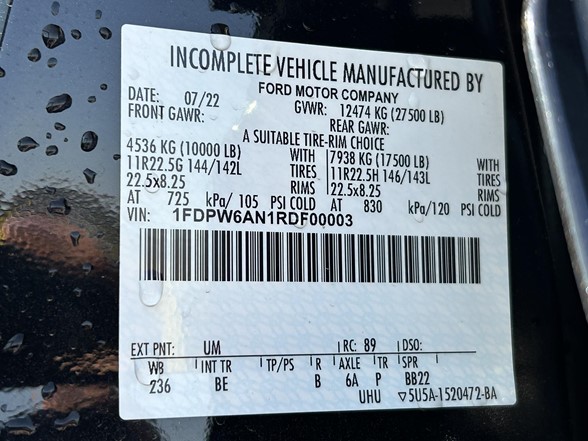 INCOMPLETE VEHICLE MANUFACTURED BY
FORD MOTOR COMPANY
DATE: 07/22 GVWR: 12474 KG (27500 LB)
FRONT GAWR: REAR GAWR:
A SUITABLE TIRE-RIM CHOICE
4536 KG (10000 LB) WITH 7938 KG (17500 LB) WITH
11R22.5G 144/142L TIRES 11R22.5H 146/143L TIRES
22.5x8.25 RIMS 22.5x8.25 RIMS
AT 725 kPa/ 105 PSI COLD AT 830 kPa/120 PSI COLD
VIN: 1FDPW6AN1RDF00003
EXT PNT: UM RC: 89 DSO:
WB INT TR TP/PS R AXLE TR SPR
236 BE B 6A P BB22
UHU ▽5U5A-1520472-BA